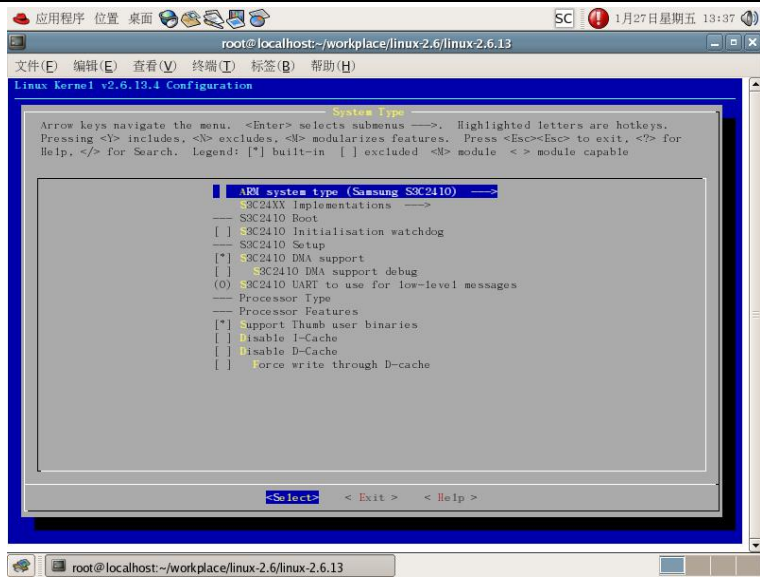 应用程序 位置 桌面 SC 1月27日星期五 13:37
root@localhost:~/workplace/linux-2.6/linux-2.6.13
文件(F) 编辑(E) 查看(V) 终端(T) 标签(B) 帮助(H)
Linux Kernel v2.6.13.4 Configuration
System Type
Arrow keys navigate the menu. <Enter> selects submenus --->. Highlighted letters are hotkeys.
Pressing <Y> includes, <N> excludes, <M> modularizes features. Press <Esc><Esc> to exit, <?> for
Help, </> for Search. Legend: [*] built-in [ ] excluded <M> module < > module capable
ARM system type (Samsung S3C2410) --->
S3C24XX Implementations --->
--- S3C2410 Boot
[ ] S3C2410 Initialisation watchdog
--- S3C2410 Setup
[*] S3C2410 DMA support
[ ] S3C2410 DMA support debug
(0) S3C2410 UART to use for low-level messages
--- Processor Type
--- Processor Features
[*] Support Thumb user binaries
[ ] Disable I-Cache
[ ] Disable D-Cache
[ ] Force write through D-cache
<Select> < Exit > < Help >
root@localhost:~/workplace/linux-2.6/linux-2.6.13